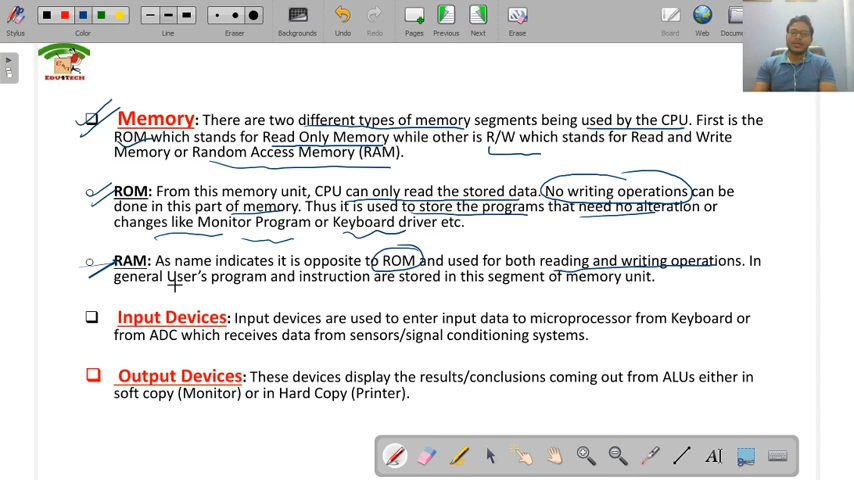 Stylus
Color
Line
Eraser
Backgrounds
Undo
Redo
Pages
Previous
Next
Erase
Board
Web
Docum
EDU4TECH
Memory: There are two different types of memory segments being used by the CPU. First is the
ROM which stands for Read Only Memory while other is R/W which stands for Read and Write
Memory or Random Access Memory (RAM).
ROM: From this memory unit, CPU can only read the stored data. No writing operations can be
done in this part of memory. Thus it is used to store the programs that need no alteration or
changes like Monitor Program or Keyboard driver etc.
RAM: As name indicates it is opposite to ROM and used for both reading and writing operations. In
general User's program and instruction are stored in this segment of memory unit.
Input Devices: Input devices are used to enter input data to microprocessor from Keyboard or
from ADC which receives data from sensors/signal conditioning systems.
Output Devices: These devices display the results/conclusions coming out from ALUs either in
soft copy (Monitor) or in Hard Copy (Printer).
AI